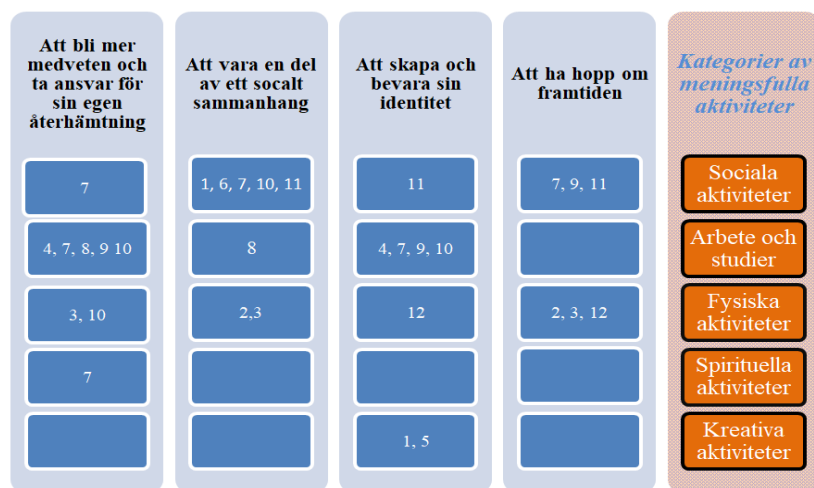 Att bli mer
medveten och
ta ansvar för
sin egen
återhämtning
Att vara en del
av ett socalt
sammanhang
Att skapa och
bevara sin
identitet
Att ha hopp om
framtiden
Kategorier av
meningsfulla
aktiviteter
7
1, 6, 7, 10, 11
11
7, 9, 11
Sociala
aktiviteter
4, 7, 8, 9 10
8
4, 7, 9, 10
Arbete och
studier
3, 10
2,3
12
2, 3, 12
Fysiska
aktiviteter
7
Spirituella
aktiviteter
1, 5
Kreativa
aktiviteter